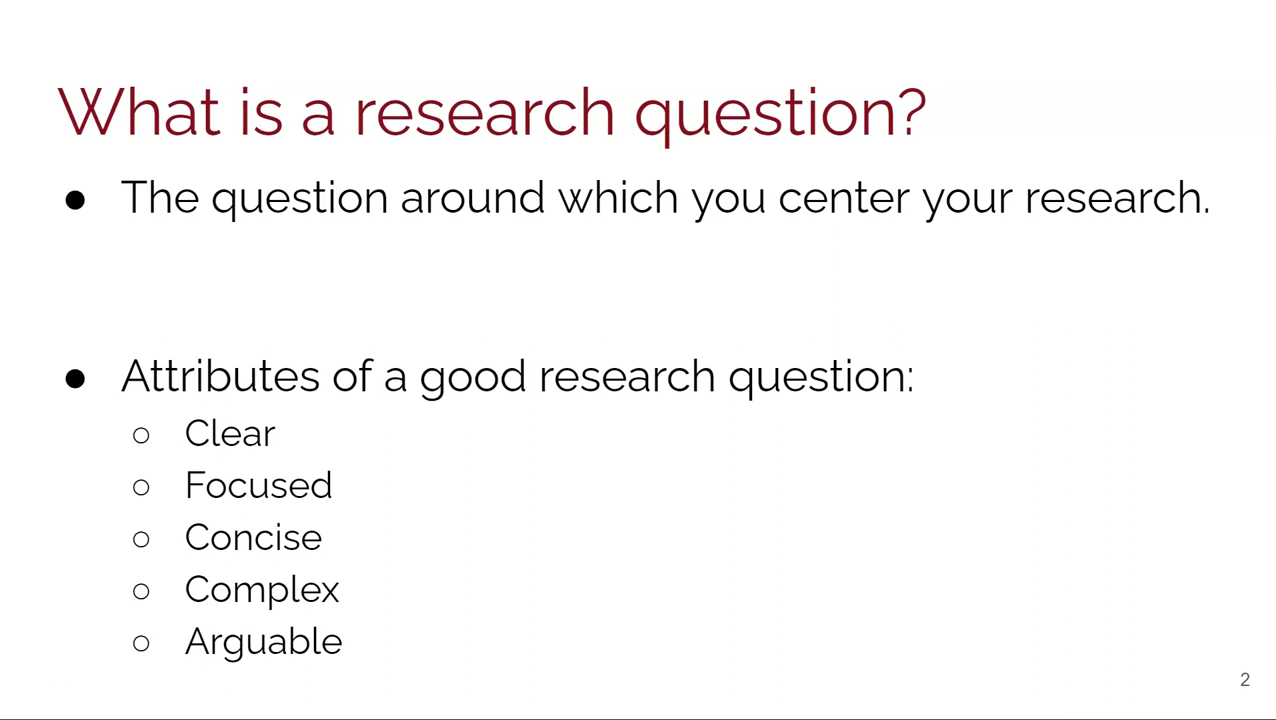 What is a research question?
● The question around which you center your research.
● Attributes of a good research question:
○ Clear
○ Focused
○ Concise
○ Complex
○ Arguable
2